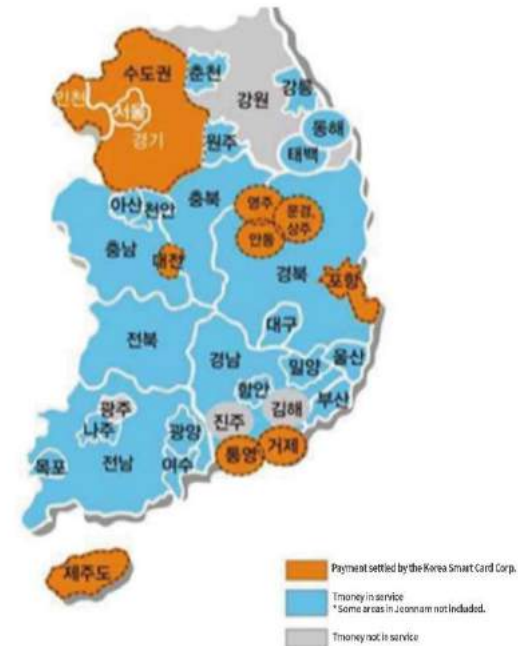 수도권
춘천
강릉
인천
서울
강원
경기
동해
원주
태백
충북
아산
천안
영주
문경,
상주
안동
충남
대전
경북
포항
대구
전북
경남
밀양
울산
함안
부산
광주
진주
김해
나주
광양
거제
통영
목포
전남
여수
제주도
Payment settled by the Korea Smart Card Corp.
Tmoney in service
* Some areas in Jeonnam not included.
Tmoney not in service